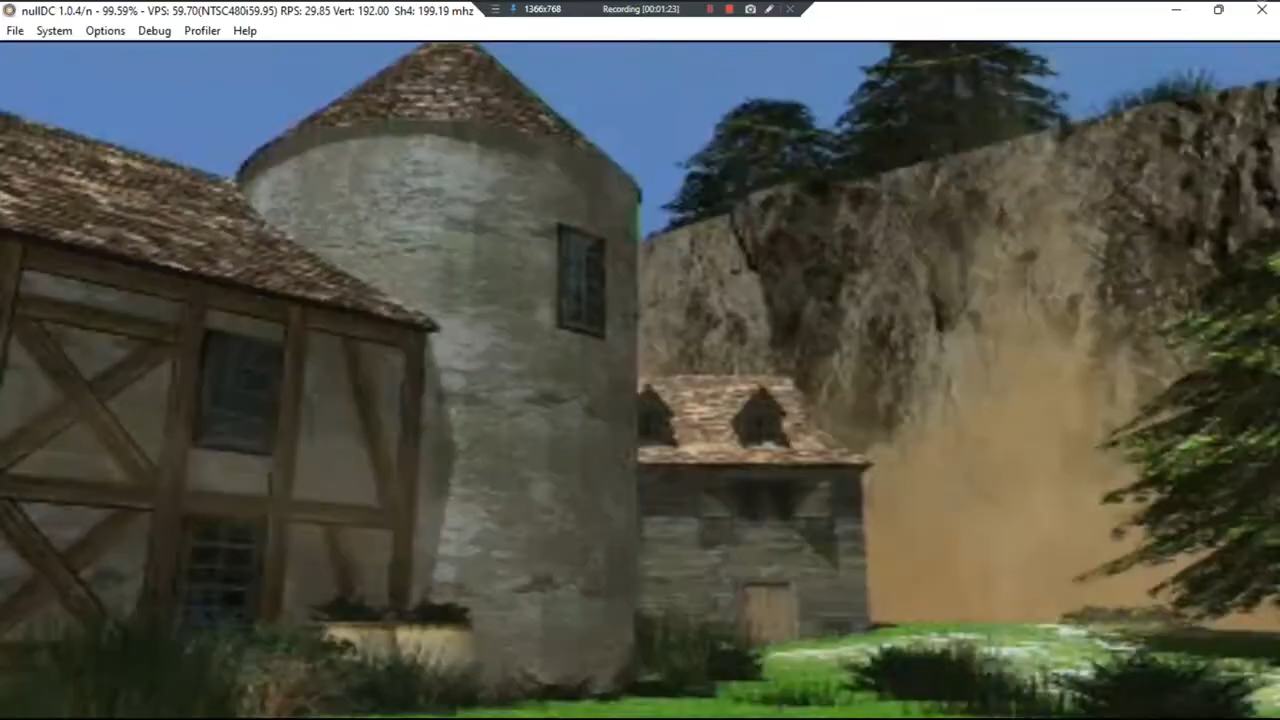 nullDC 1.0.4/n - 99.59% - VPS: 59.70(NTSC480i59.95) RPS: 29.85 Vert: 192.00 Sh4: 199.19 mhz
1366x768
Recording [00:01:23]
File System Options Debug Profiler Help